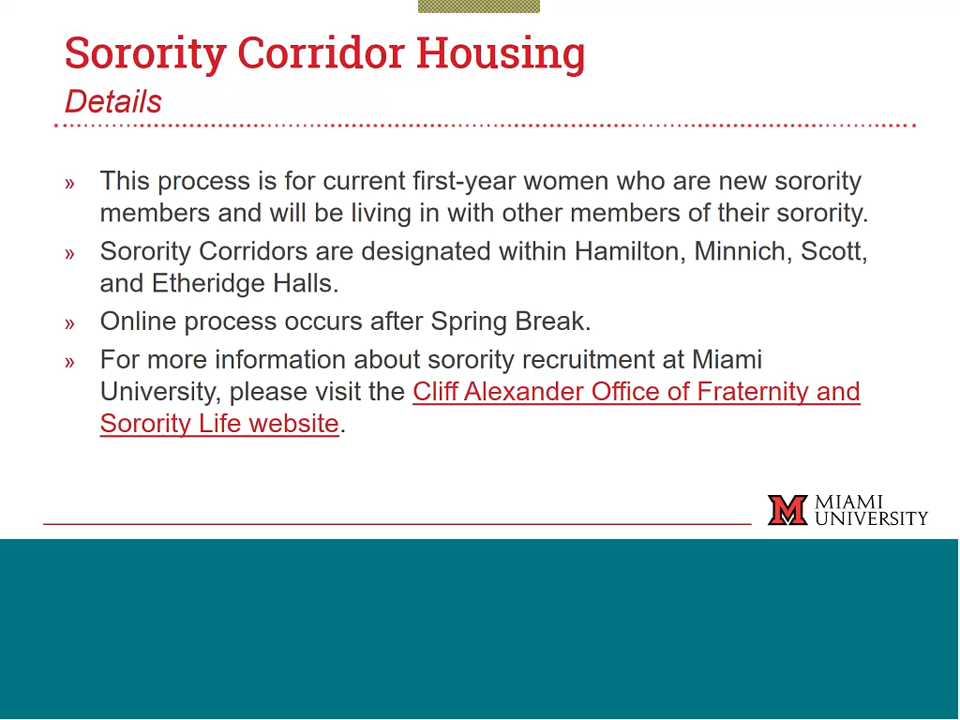 Sorority Corridor Housing
Details
» This process is for current first-year women who are new sorority
members and will be living in with other members of their sorority.
» Sorority Corridors are designated within Hamilton, Minnich, Scott,
and Etheridge Halls.
» Online process occurs after Spring Break.
» For more information about sorority recruitment at Miami
University, please visit the Cliff Alexander Office of Fraternity and
Sorority Life website.
M MIAMI
UNIVERSITY